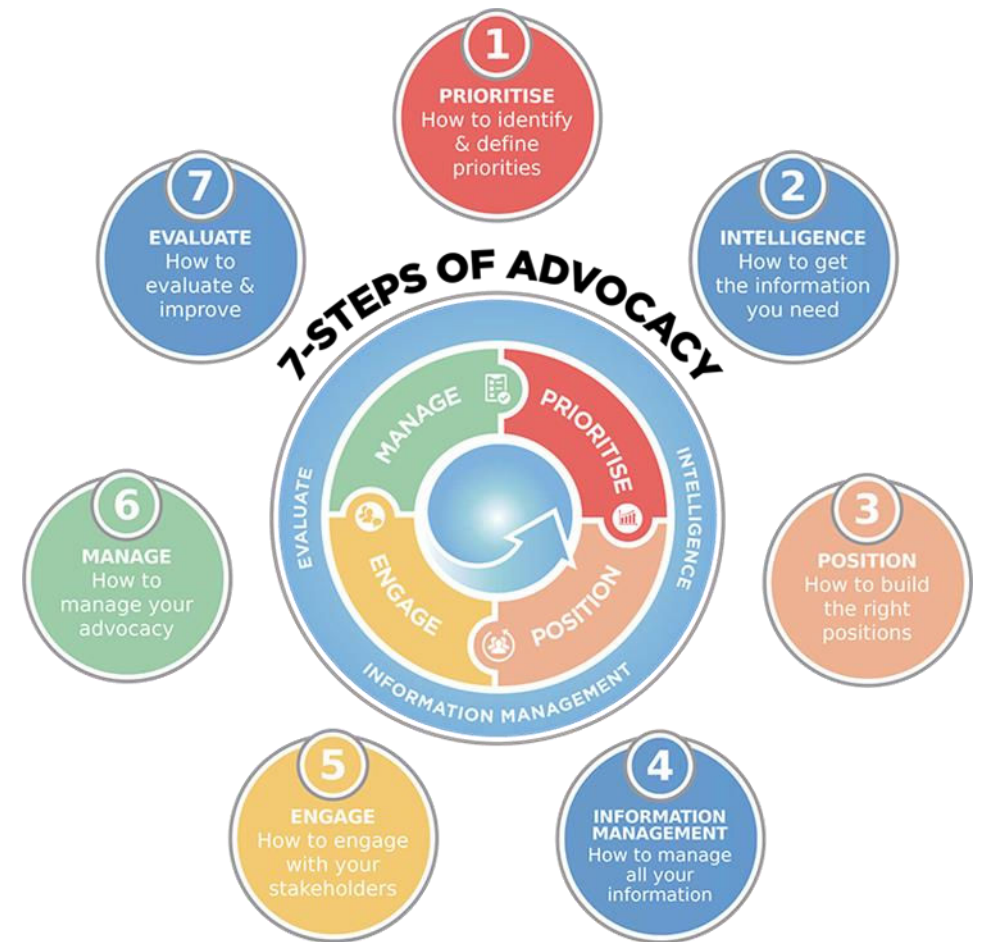 1
PRIORITISE
How to identify
& define
priorities
2
INTELLIGENCE
How to get
the information
you need
3
POSITION
How to build
the right
positions
4
INFORMATION
MANAGEMENT
How to manage
all your
information
5
ENGAGE
How to engage
with your
stakeholders
6
MANAGE
How to
manage your
advocacy
7
EVALUATE
How to
evaluate &
improve
7-STEPS OF ADVOCACY
PRIORITISE
POSITION
ENGAGE
MANAGE
INTELLIGENCE
INFORMATION MANAGEMENT
EVALUATE